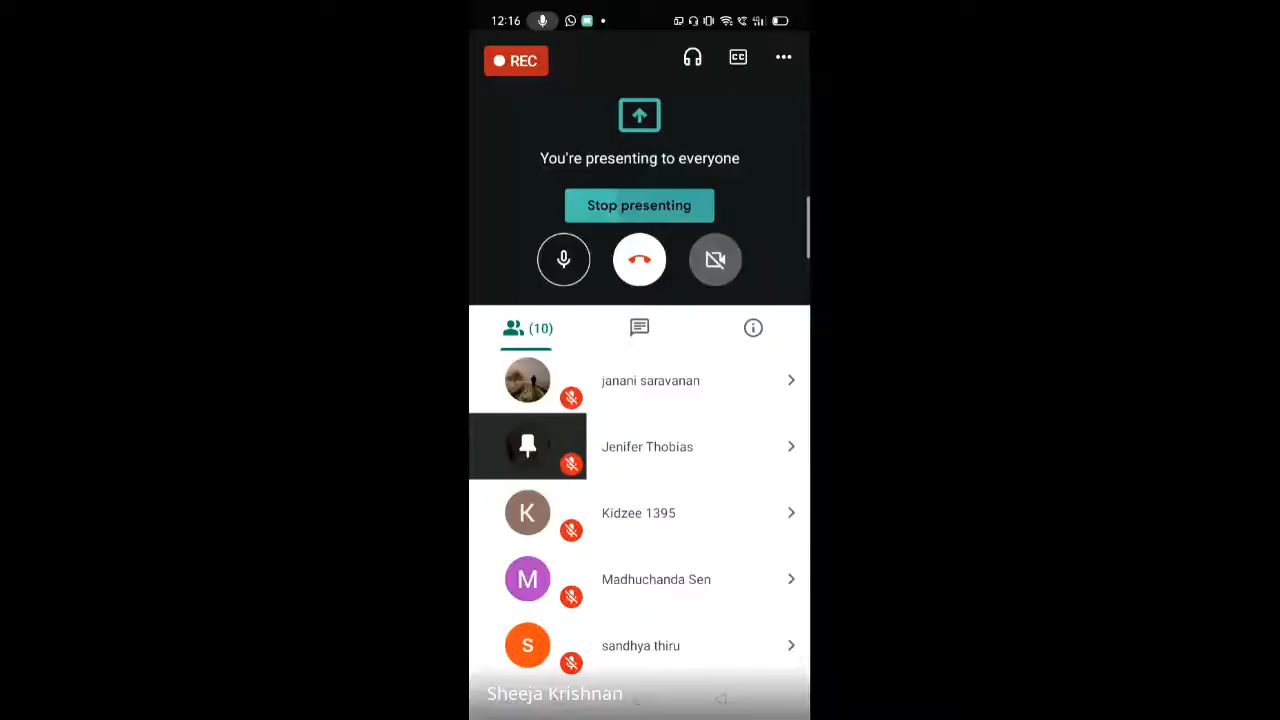 12:16
REC
CC
You're presenting to everyone
Stop presenting
(10)
janani saravanan
Jenifer Thobias
K
Kidzee 1395
M
Madhuchanda Sen
S
sandhya thiru
Sheeja Krishnan